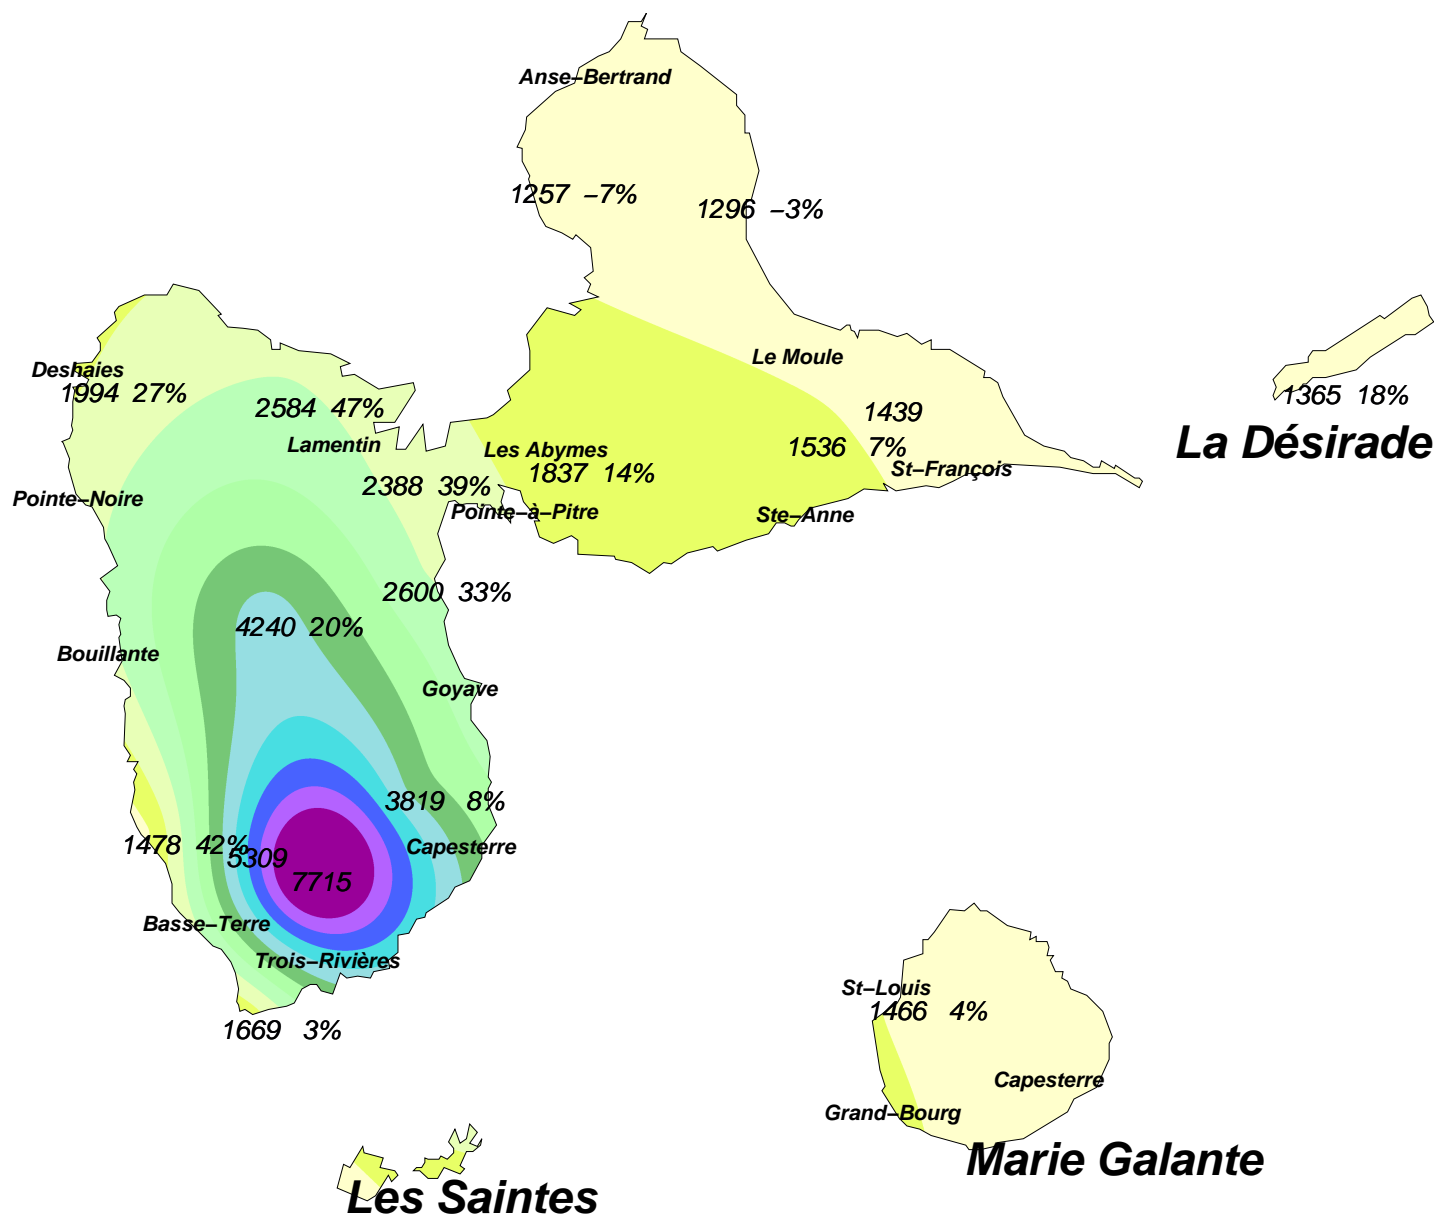 Anse–Bertrand
1257 –7%
1296 –3%
Le Moule
Deshaies
1994 27%
2584 47%
1365 18%
1439
Lamentin
La Désirade
Les Abymes
1536 7%
1837 14%
St–François
2388 39%
Pointe–Noire
Pointe–à–Pitre
Ste–Anne
2600 33%
4240 20%
Bouillante
Goyave
3819 8%
1478 42%
Capesterre
5309
7715
Basse–Terre
Trois–Rivières
St–Louis
1466 4%
1669 3%
Capesterre
Grand–Bourg
Marie Galante
Les Saintes